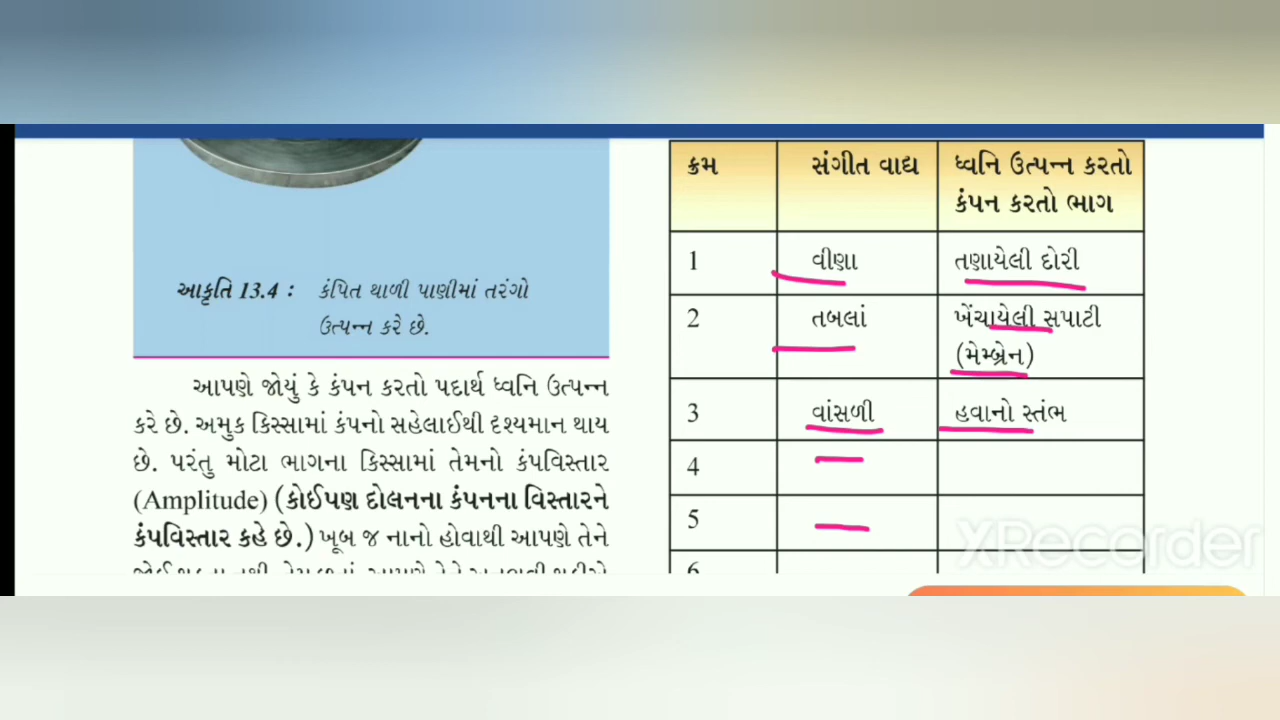 આકૃતિ 13.4 : કંપિત થાળી પાણીમાં તરંગો
ઉત્પન્ન કરે છે.
આપણે જોયું કે કંપન કરતો પદાર્થ ધ્વનિ ઉત્પન્ન
કરે છે. અમુક કિસ્સામાં કંપનો સહેલાઈથી દૃશ્યમાન થાય
છે. પરંતુ મોટા ભાગના કિસ્સામાં તેમનો કંપવિસ્તાર
(Amplitude) (કોઈપણ દોલનના કંપનના વિસ્તારને
કંપવિસ્તાર કહે છે.) ખૂબ જ નાનો હોવાથી આપણે તેને
ક્રમ સંગીત વાદ્ય ધ્વનિ ઉત્પન્ન કરતો
કંપન કરતો ભાગ
1 વીણા તણાયેલી દોરી
2 તબલાં ખેંચાયેલી સપાટી
(મેમ્બ્રેન)
3 વાંસળી હવાનો સ્તંભ
4
5
6
XRecorder